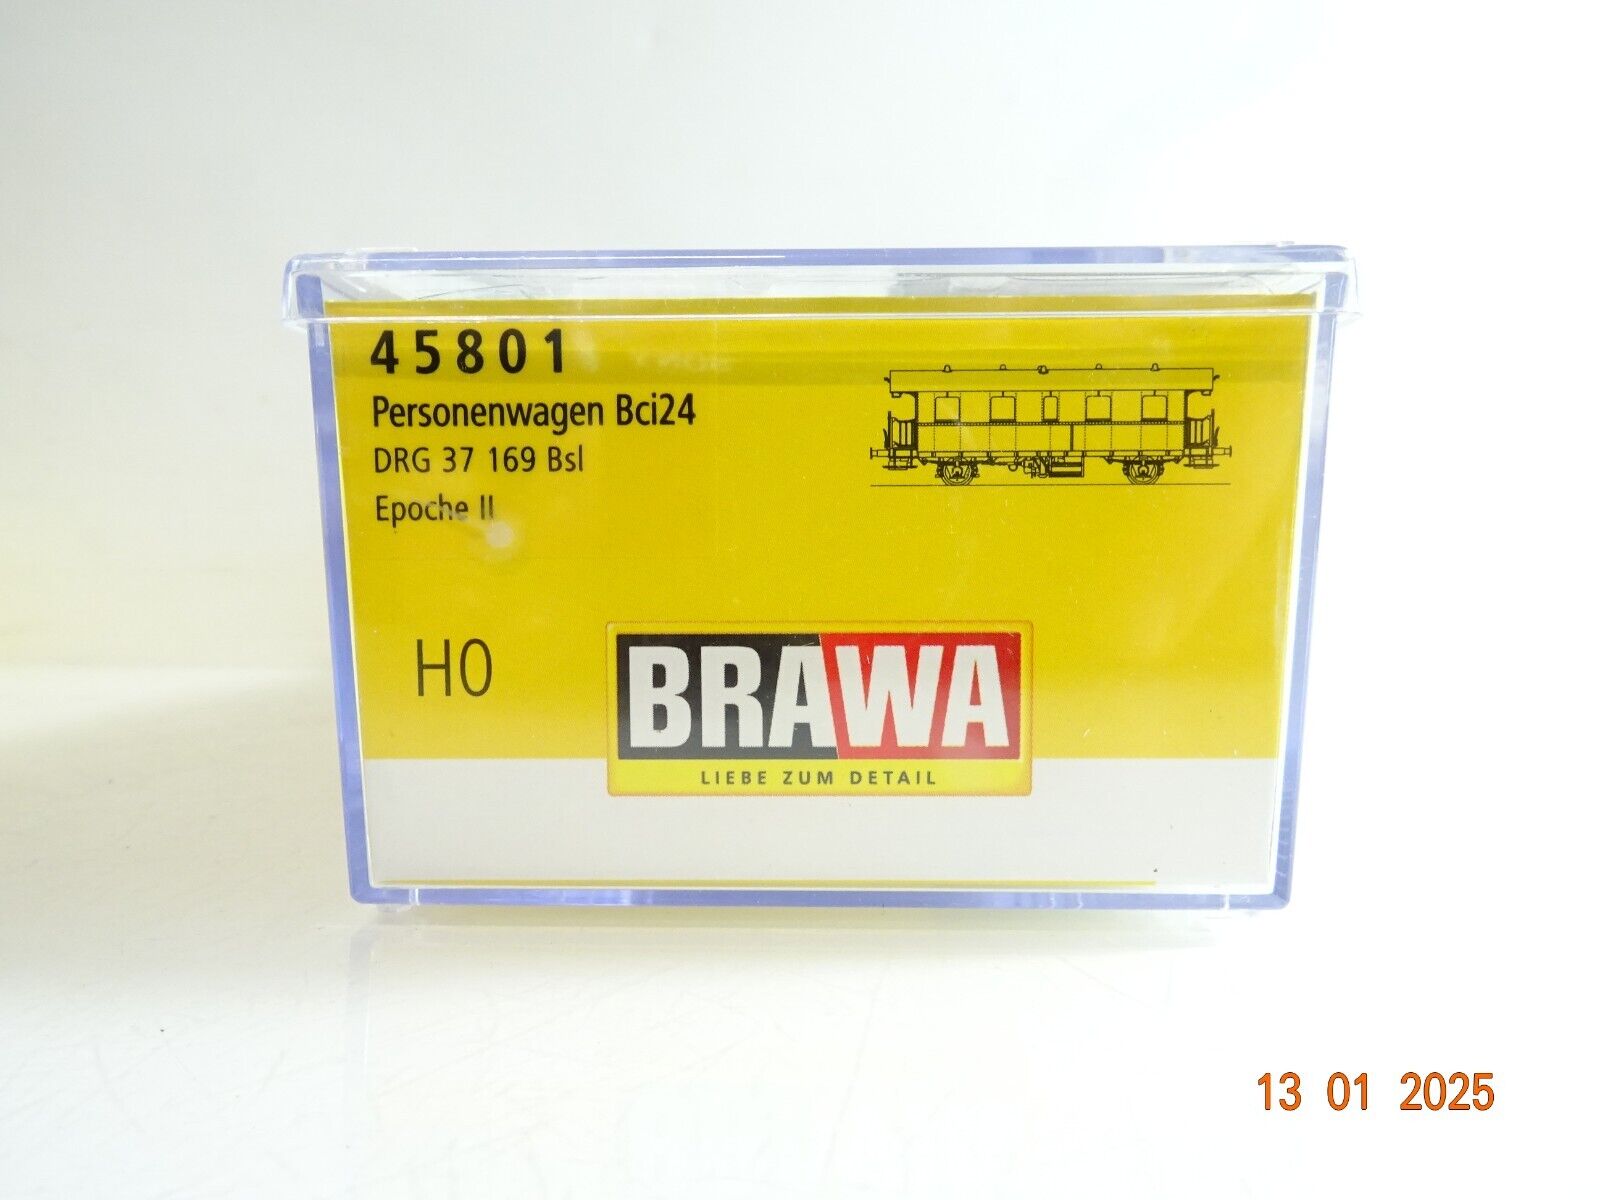 45801
Personenwagen Bci24
DRG 37 169 Bsl
Epoche II
H0
BRAWA
LIEBE ZUM DETAIL
13 01 2025